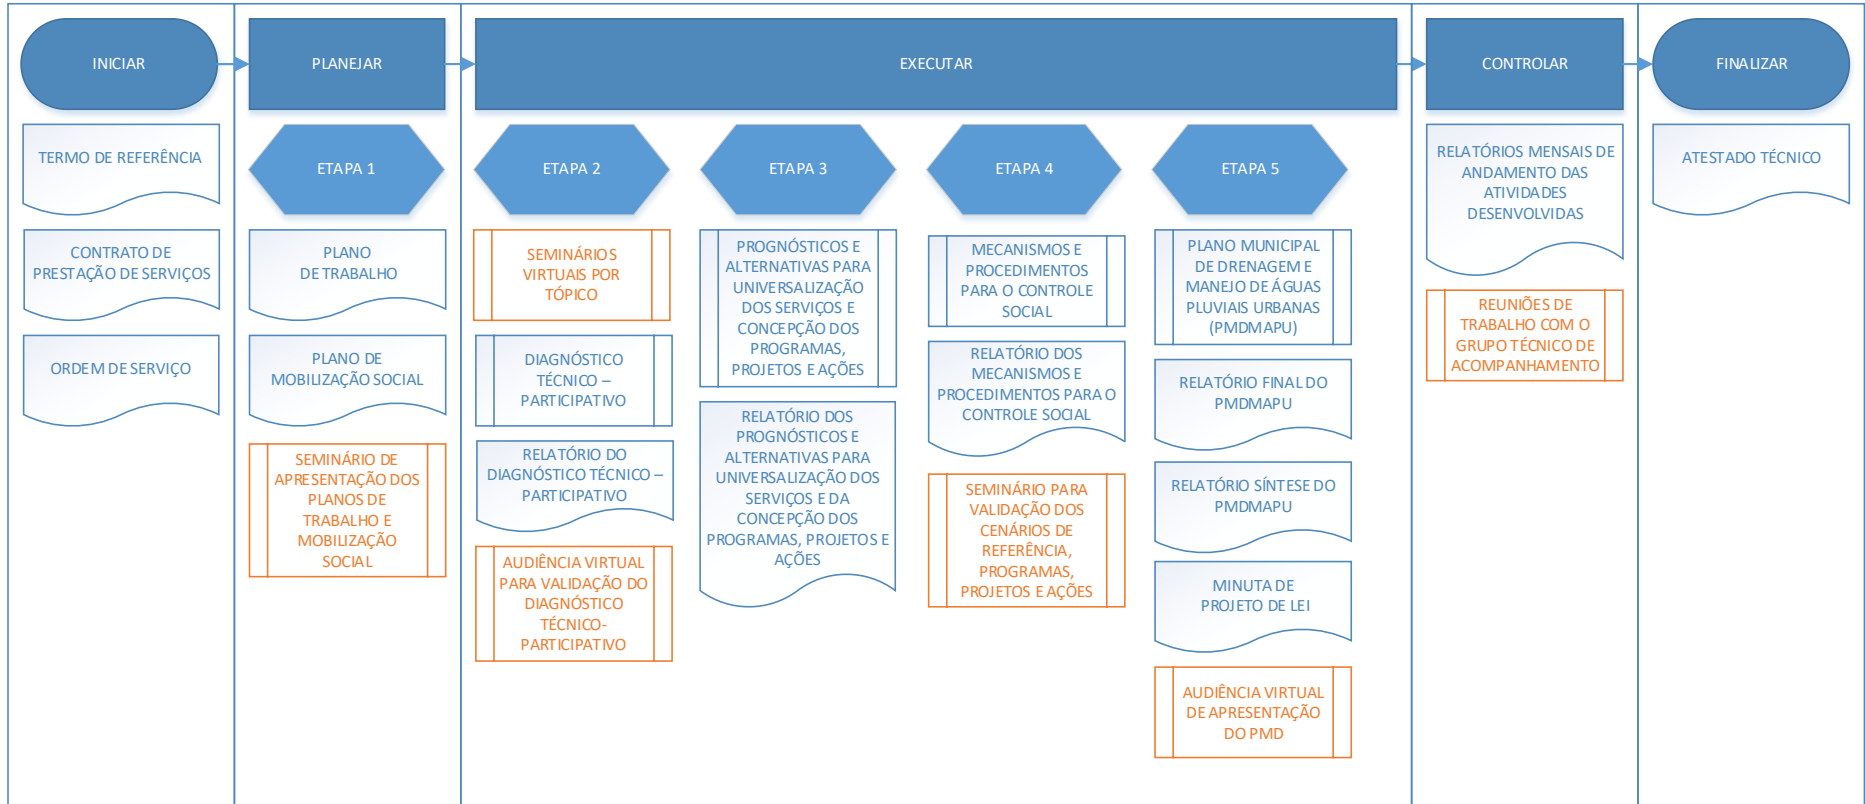 INICIAR
PLANEJAR
EXECUTAR
CONTROLAR
FINALIZAR
TERMO DE REFERÊNCIA
CONTRATO DE
PRESTAÇÃO DE SERVIÇOS
ORDEM DE SERVIÇO
ETAPA 1
PLANO
DE TRABALHO
PLANO DE
MOBILIZAÇÃO SOCIAL
SEMINÁRIO DE
APRESENTAÇÃO DOS
PLANOS DE
TRABALHO E
MOBILIZAÇÃO
SOCIAL
ETAPA 2
SEMINÁRIOS
VIRTUAIS POR
TÓPICO
DIAGNÓSTICO
TÉCNICO –
PARTICIPATIVO
RELATÓRIO DO
DIAGNÓSTICO TÉCNICO –
PARTICIPATIVO
AUDIÊNCIA VIRTUAL
PARA VALIDAÇÃO DO
DIAGNÓSTICO
TÉCNICO-
PARTICIPATIVO
ETAPA 3
PROGNÓSTICOS E
ALTERNATIVAS PARA
UNIVERSALIZAÇÃO
DOS SERVIÇOS E
CONCEPÇÃO DOS
PROGRAMAS,
PROJETOS E AÇÕES
RELATÓRIO DOS
PROGNÓSTICOS E
ALTERNATIVAS PARA
UNIVERSALIZAÇÃO DOS
SERVIÇOS E DA
CONCEPÇÃO DOS
PROGRAMAS, PROJETOS E
AÇÕES
ETAPA 4
MECANISMOS E
PROCEDIMENTOS
PARA O CONTROLE
SOCIAL
RELATÓRIO DOS
MECANISMOS E
PROCEDIMENTOS PARA O
CONTROLE SOCIAL
SEMINÁRIO PARA
VALIDAÇÃO DOS
CENÁRIOS DE
REFERÊNCIA,
PROGRAMAS,
PROJETOS E AÇÕES
ETAPA 5
PLANO MUNICIPAL
DE DRENAGEM E
MANEJO DE ÁGUAS
PLUVIAIS URBANAS
(PMDMAPU)
RELATÓRIO FINAL DO
PMDMAPU
RELATÓRIO SÍNTESE DO
PMDMAPU
MINUTA DE
PROJETO DE LEI
AUDIÊNCIA VIRTUAL
DE APRESENTAÇÃO
DO PMD
RELATÓRIOS MENSAIS DE
ANDAMENTO DAS
ATIVIDADES
DESENVOLVIDAS
REUNIÕES DE
TRABALHO COM O
GRUPO TÉCNICO DE
ACOMPANHAMENTO
ATESTADO TÉCNICO